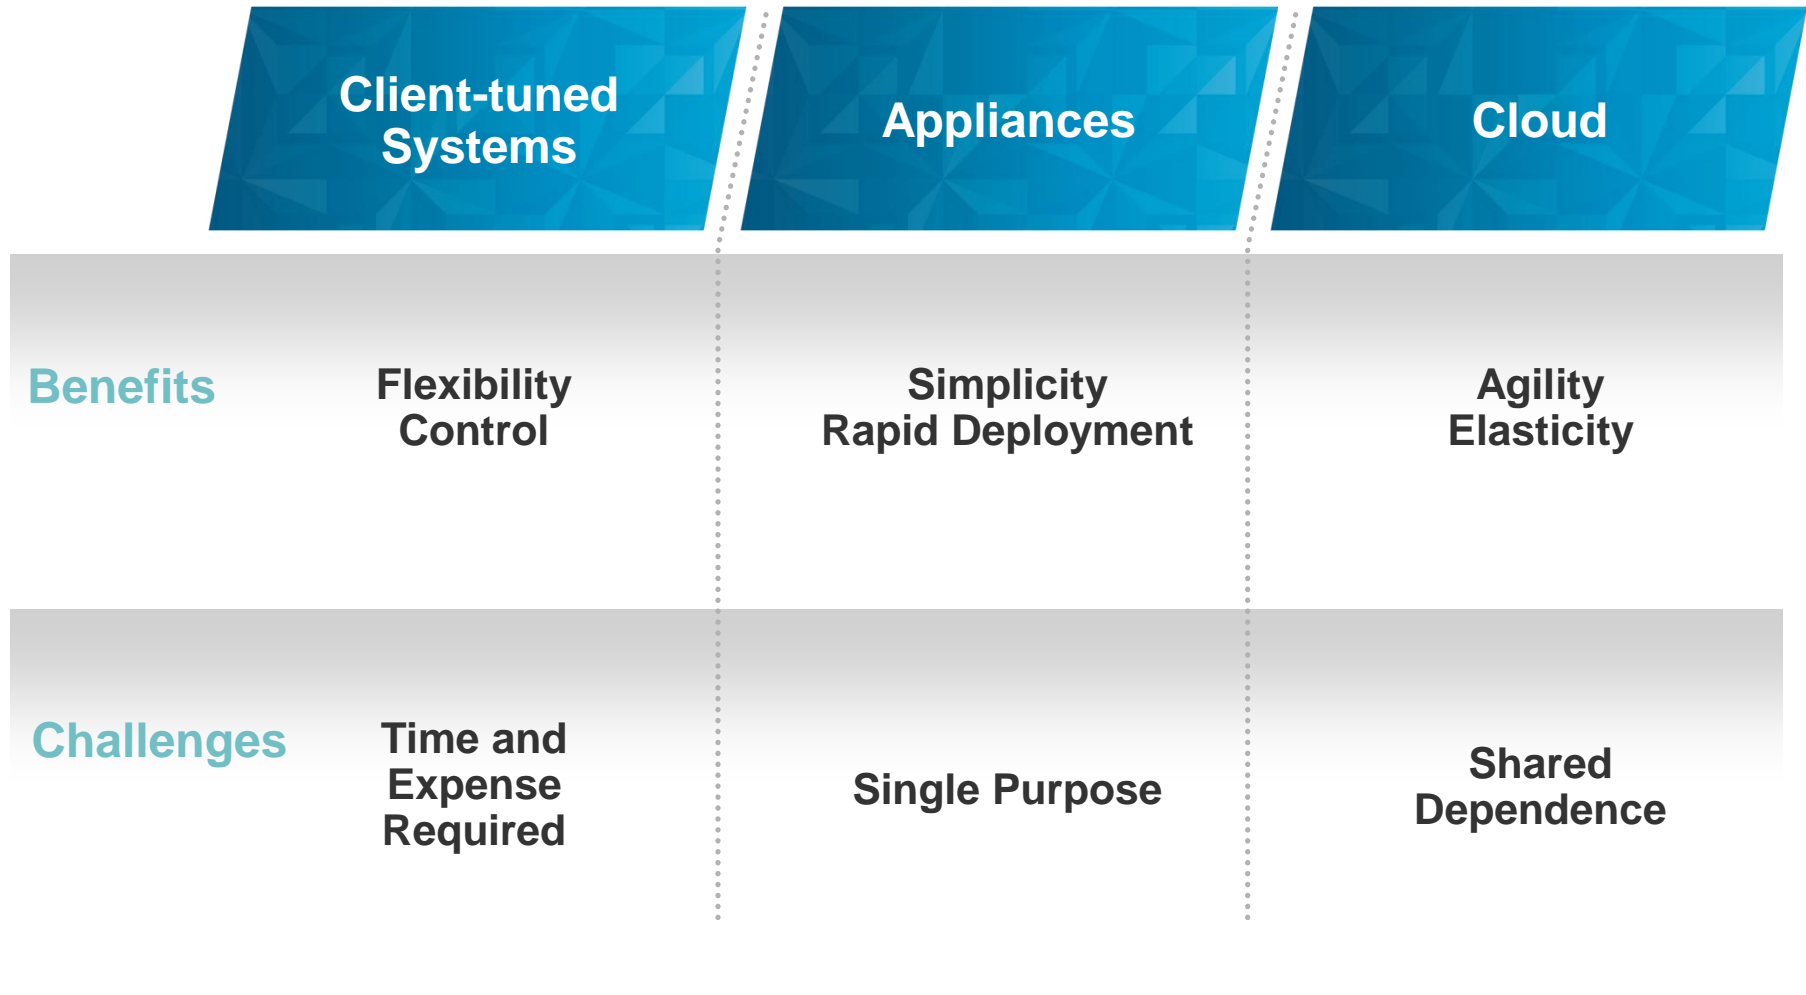 Client-tuned
Systems
Appliances
Cloud
Benefits
Flexibility
Control
Simplicity
Rapid Deployment
Agility
Elasticity
Challenges
Time and
Expense
Required
Single Purpose
Shared
Dependence